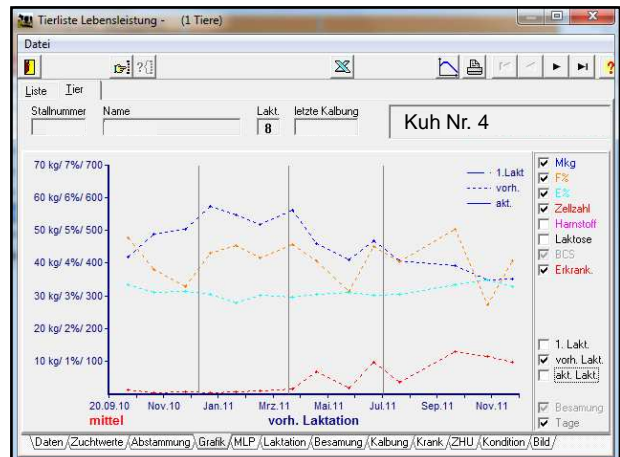 Tierliste Lebensleistung - (1 Tiere)
Datei
?{}
?
Liste Tier
Stallnummer Name Lakt. letzte Kalbung
8
Kuh Nr. 4
70 kg/ 7%/ 700
60 kg/ 6%/ 600
50 kg/ 5%/ 500
40 kg/ 4%/ 400
30 kg/ 3%/ 300
20 kg/ 2%/ 200
10 kg/ 1%/ 100
1.Lakt
vorh.
akt.
20.09.10 Nov.10 Jan.11 Mrz.11 Mai.11 Jul.11 Sep.11 Nov.11
mittel vorh. Laktation
Mkg
F%
E%
Zellzahl
Harnstoff
Laktose
BCS
Erkrank.
1. Lakt.
vorh. Lakt.
akt. Lakt.
Besamung
Tage
Daten Zuchtwerte Abstammung Grafik MLP Laktation Besamung Kalbung Krank ZHU Kondition Bild